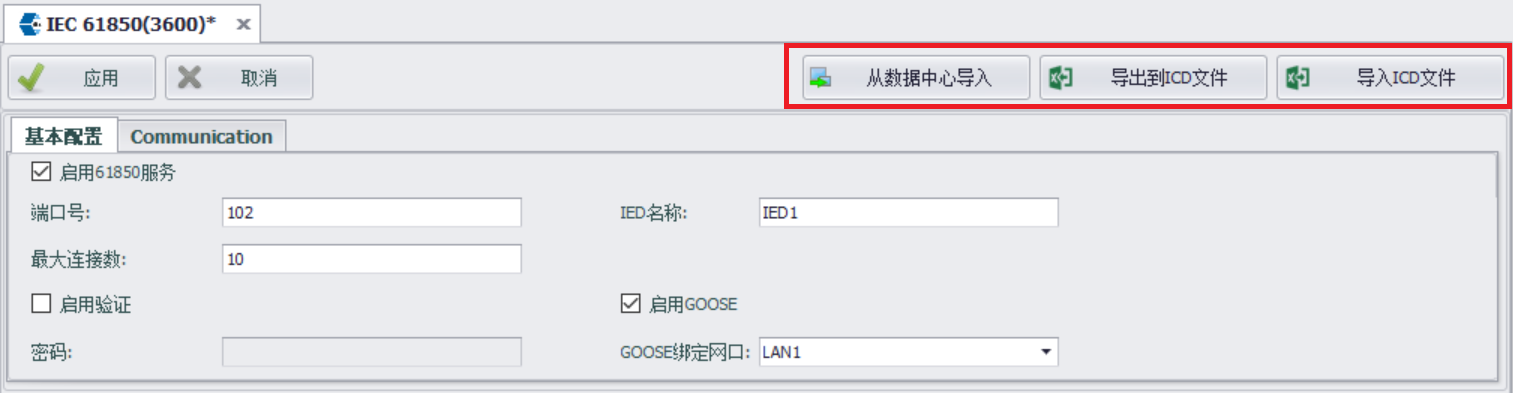 IEC 61850(3600)*
应用 取消 从数据中心导入 导出到ICD文件 导入ICD文件
基本配置 Communication
启用61850服务
端口号: 102 IED名称: IED1
最大连接数: 10
启用验证 启用GOOSE
密码: GOOSE绑定网口: LAN1